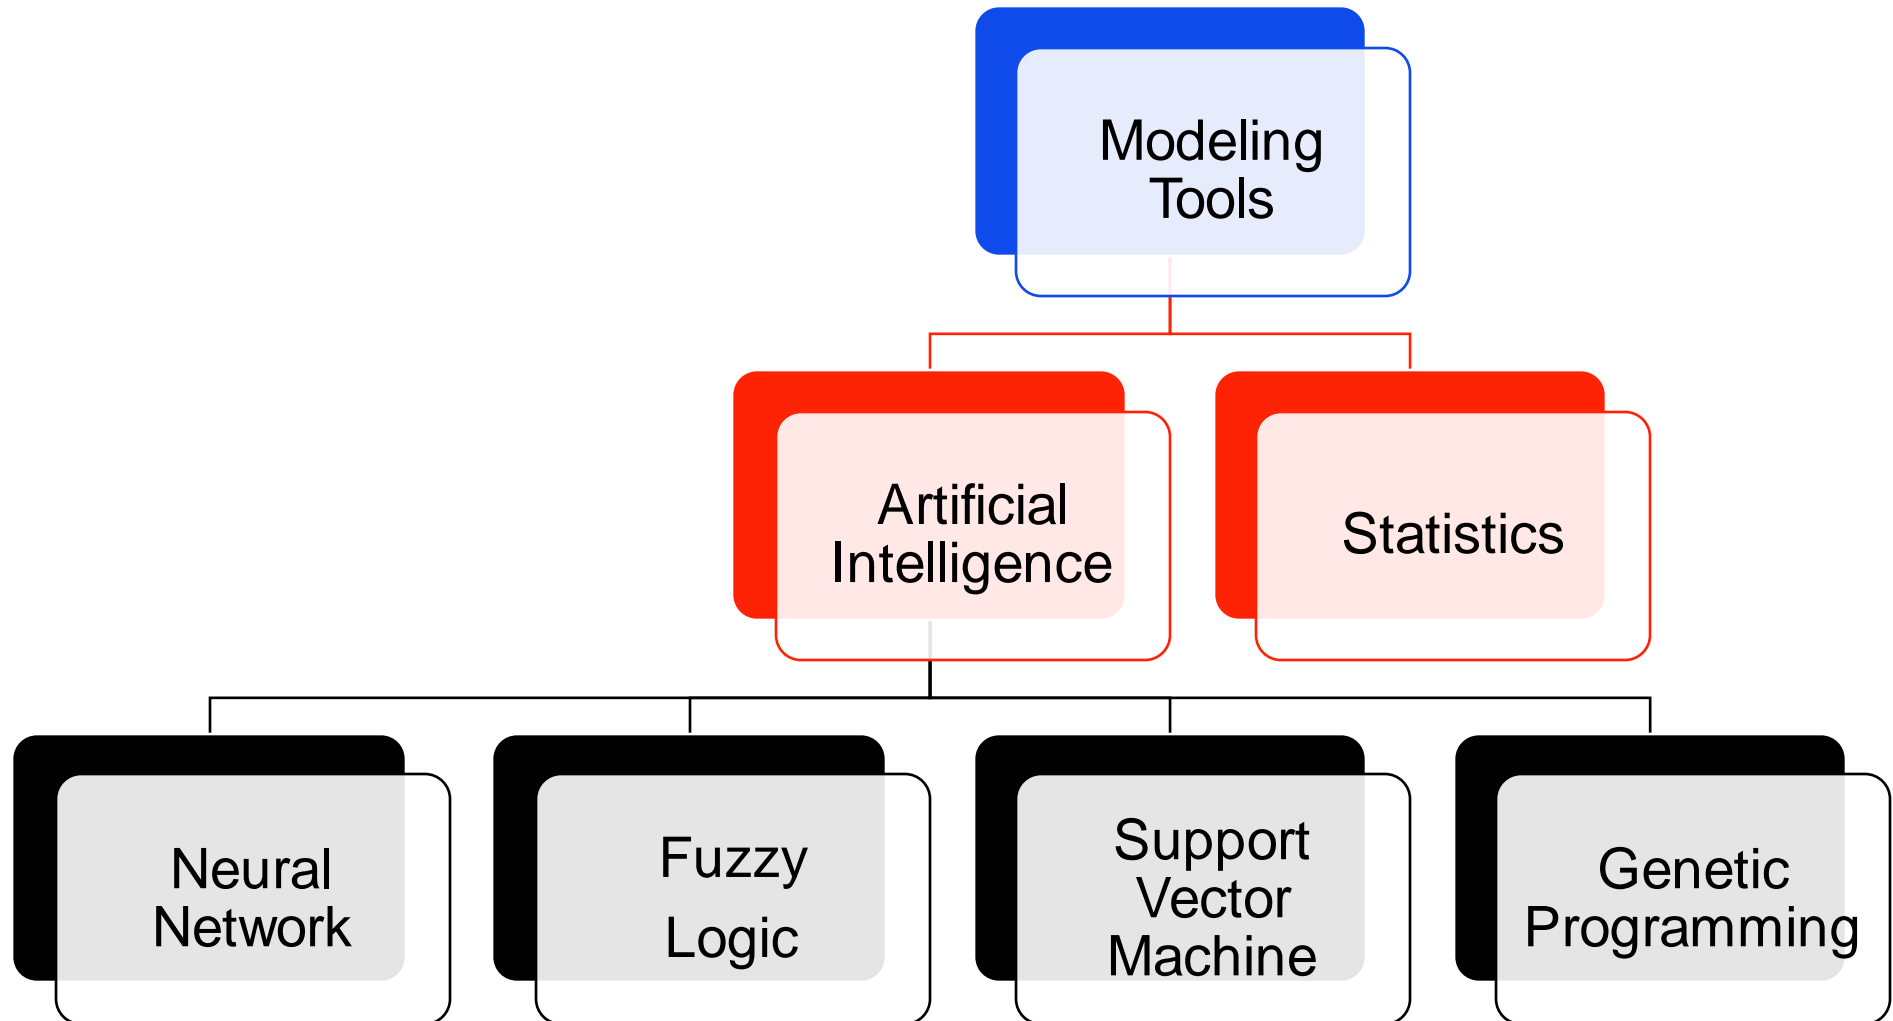 Modeling
Tools
Artificial
Intelligence
Statistics
Neural
Network
Fuzzy
Logic
Support
Vector
Machine
Genetic
Programming